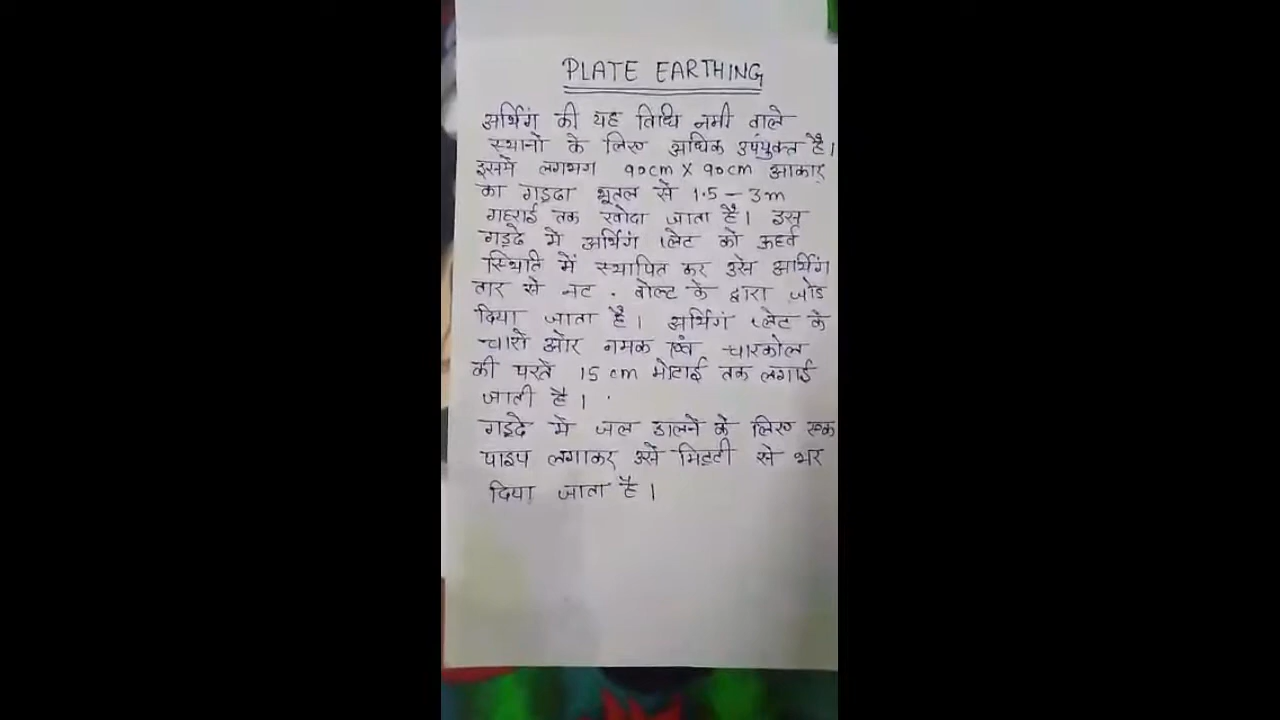 PLATE EARTHING
अर्थिंग की यह विधि नमी वाले
स्थानों के लिए अधिक उपयुक्त है।
इसमें लगभग 90cm X 90cm आकार
का गड्ढा भूतल से 1.5 – 3m
गहराई तक खोदा जाता है। इस
गड्ढे में अर्थिंग प्लेट को ऊर्ध्व
स्थिति में स्थापित कर उसे अर्थिंग
तार से नट . बोल्ट के द्वारा जोड
दिया जाता है। अर्थिंग प्लेट के
चारो ओर नमक एवं चारकोल
की परतें 15 cm मोटाई तक लगाई
जाती है।
गड्ढे में जल डालने के लिए एक
पाइप लगाकर उसे मिट्टी से भर
दिया जाता है।